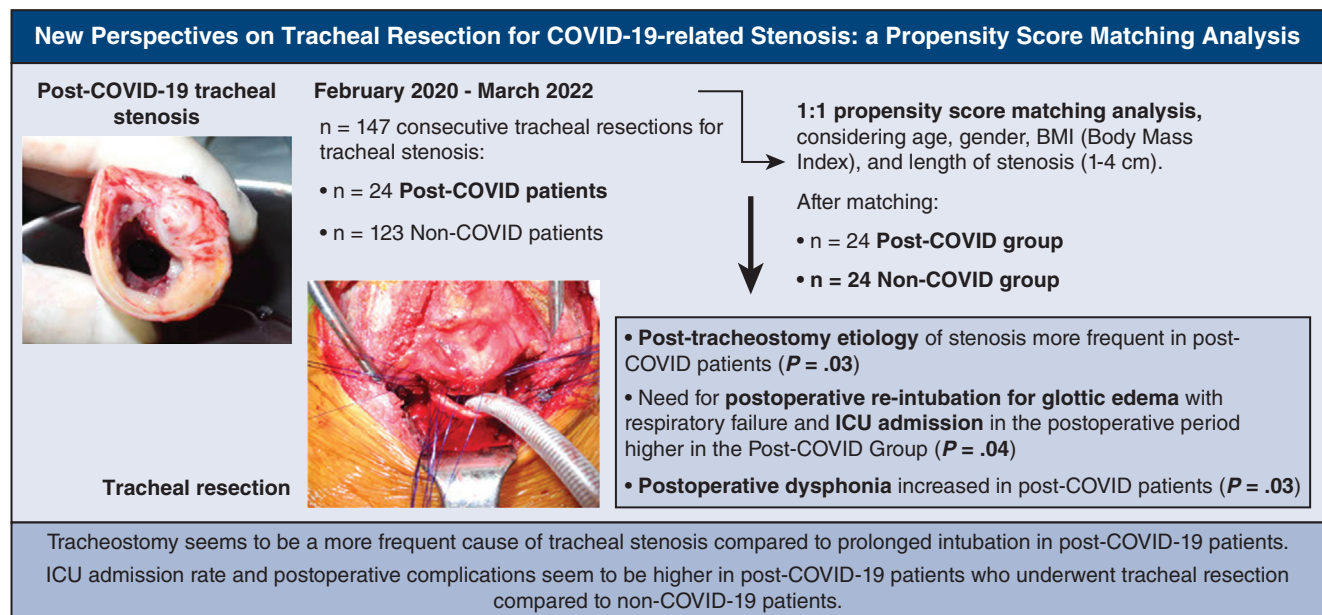 New Perspectives on Tracheal Resection for COVID-19-related Stenosis: a Propensity Score Matching Analysis
Post-COVID-19 tracheal
stenosis
February 2020 - March 2022
n = 147 consecutive tracheal resections for
tracheal stenosis:
• n = 24 Post-COVID patients
• n = 123 Non-COVID patients
Tracheal resection
1:1 propensity score matching analysis,
considering age, gender, BMI (Body Mass
Index), and length of stenosis (1-4 cm).
After matching:
• n = 24 Post-COVID group
• n = 24 Non-COVID group
• Post-tracheostomy etiology of stenosis more frequent in post-
COVID patients (P = .03)
• Need for postoperative re-intubation for glottic edema with
respiratory failure and ICU admission in the postoperative period
higher in the Post-COVID Group (P = .04)
• Postoperative dysphonia increased in post-COVID patients (P = .03)
Tracheostomy seems to be a more frequent cause of tracheal stenosis compared to prolonged intubation in post-COVID-19 patients.
ICU admission rate and postoperative complications seem to be higher in post-COVID-19 patients who underwent tracheal resection
compared to non-COVID-19 patients.